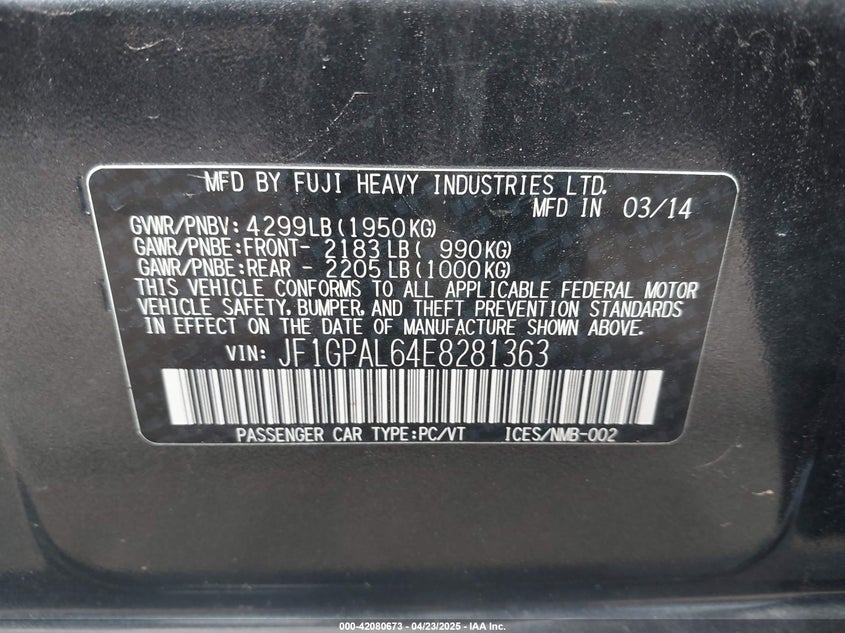 MFD BY FUJI HEAVY INDUSTRIES LTD.
MFD IN 03/14
GVWR/PNBV: 4299LB (1950KG)
GAWR/PNBE: FRONT- 2183 LB ( 990KG)
GAWR/PNBE: REAR - 2205 LB (1000KG)
THIS VEHICLE CONFORMS TO ALL APPLICABLE FEDERAL MOTOR
VEHICLE SAFETY, BUMPER, AND THEFT PREVENTION STANDARDS
IN EFFECT ON THE DATE OF MANUFACTURE SHOWN ABOVE.
VIN: JF1GPAL64E8281363
PASSENGER CAR TYPE: PC/VT ICES/NMB-002
000-42080673 - 04/23/2025 - IAA Inc.